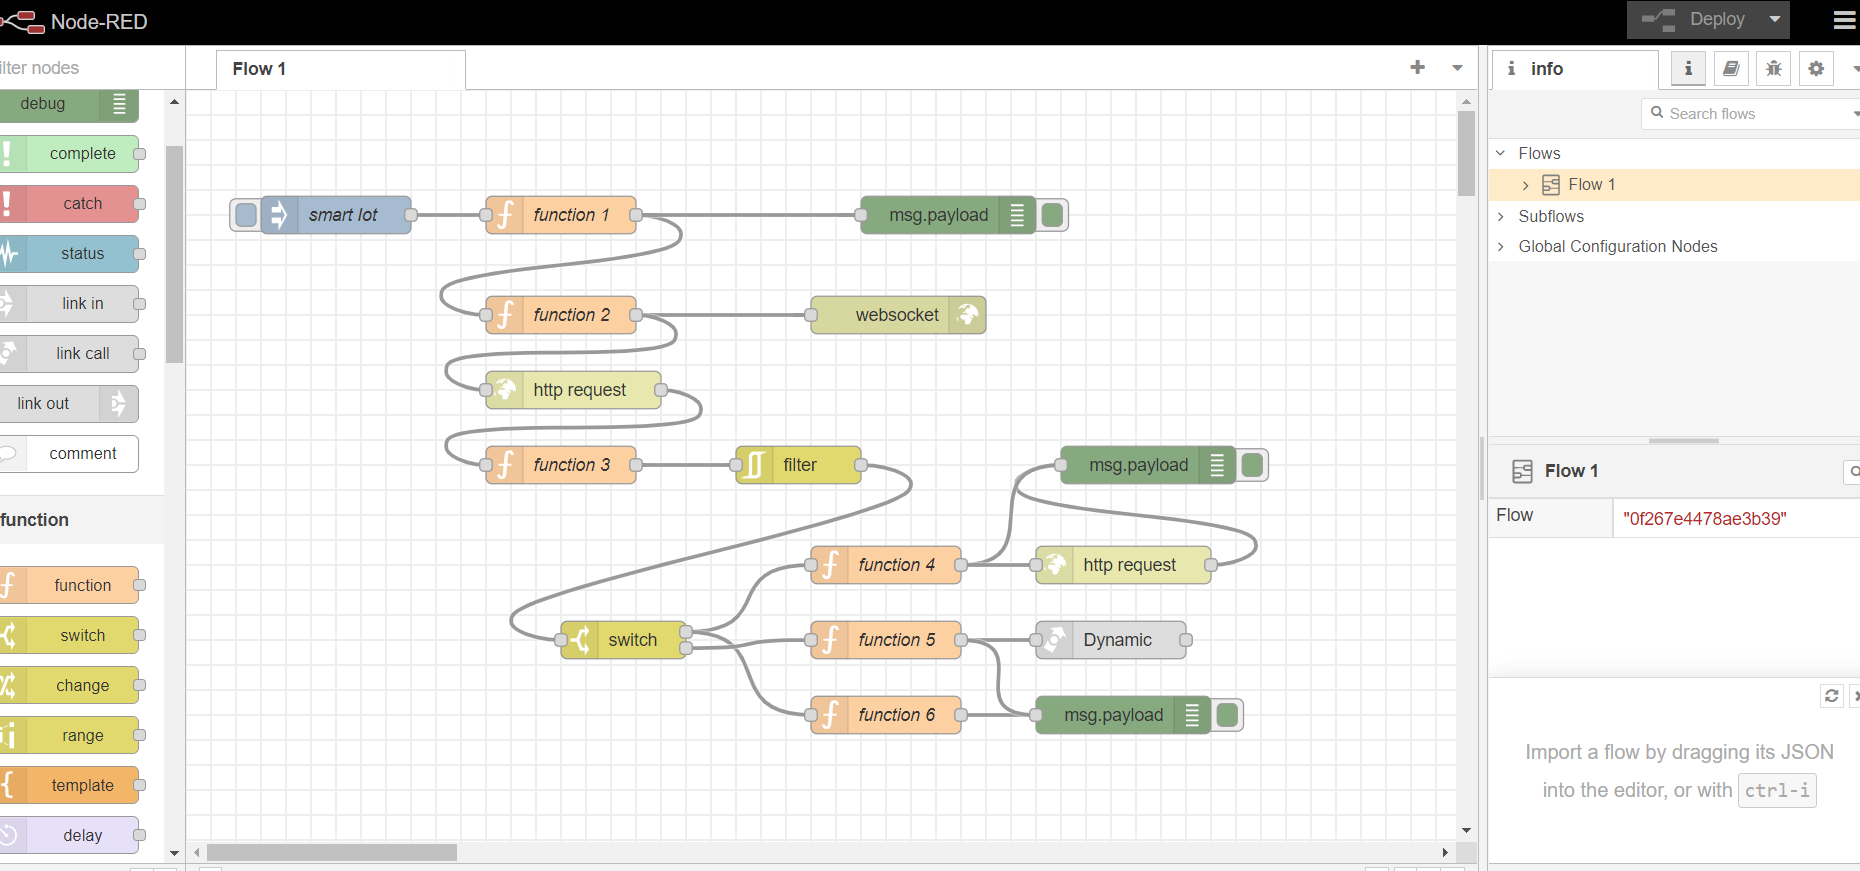 Node-RED
Deploy
ilter nodes
debug
complete
catch
status
link in
link call
link out
comment
function
function
switch
change
range
template
delay
Flow 1
smart lot
function 1
msg.payload
function 2
websocket
http request
function 3
filter
msg.payload
function 4
http request
switch
function 5
Dynamic
function 6
msg.payload
info
Search flows
Flows
Flow 1
Subflows
Global Configuration Nodes
Flow 1
Flow
"0f267e4478ae3b39"
Import a flow by dragging its JSON
into the editor, or with ctrl-i